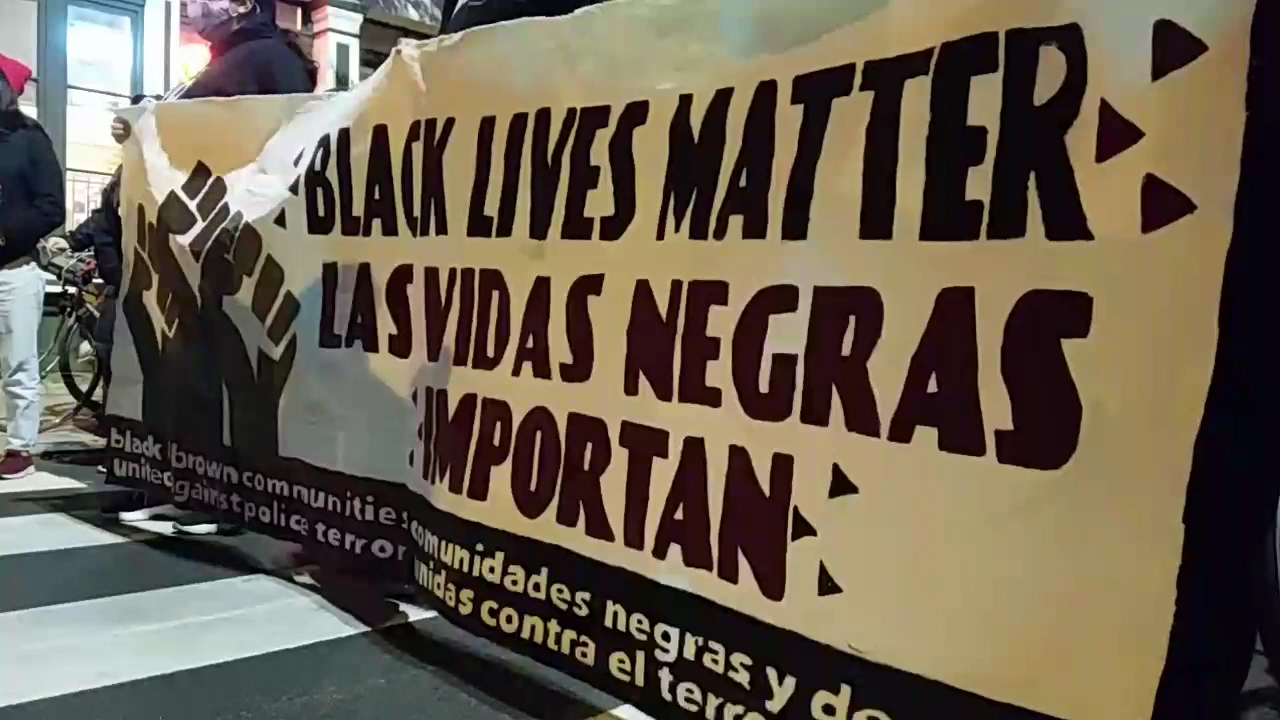 BLACK LIVES MATTER
LAS VIDAS NEGRAS
IMPORTAN
black brown communities
united against police terror
comunidades negras y de
unidas contra el